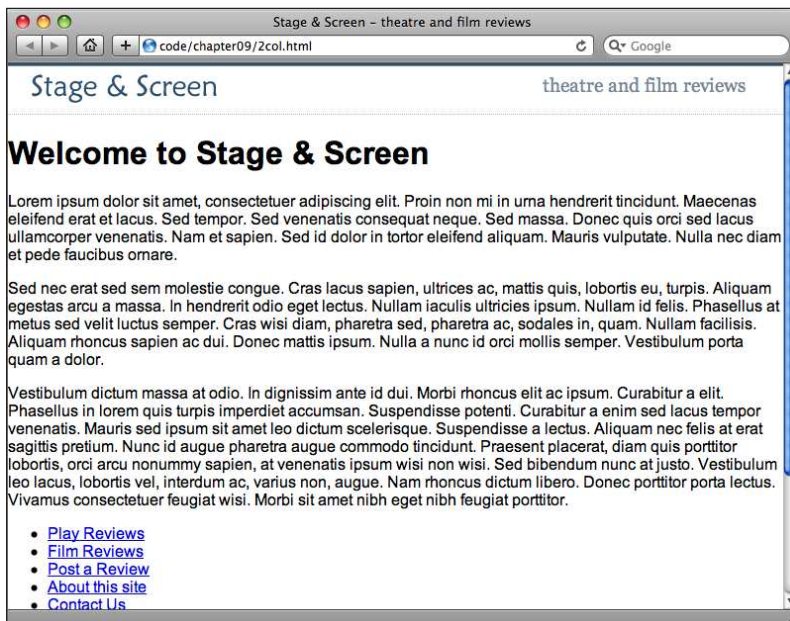 Stage & Screen – theatre and film reviews
code/chapter09/2col.html
Google
Stage & Screen
theatre and film reviews
Welcome to Stage & Screen
Lorem ipsum dolor sit amet, consectetuer adipiscing elit. Proin non mi in urna hendrerit tincidunt. Maecenas
eleifend erat et lacus. Sed tempor. Sed venenatis consequat neque. Sed massa. Donec quis orci sed lacus
ullamcorper venenatis. Nam et sapien. Sed id dolor in tortor eleifend aliquam. Mauris vulputate. Nulla nec diam
et pede faucibus ornare.
Sed nec erat sed sem molestie congue. Cras lacus sapien, ultrices ac, mattis quis, lobortis eu, turpis. Aliquam
egestas arcu a massa. In hendrerit odio eget lectus. Nullam iaculis ultricies ipsum. Nullam id felis. Phasellus at
metus sed velit luctus semper. Cras wisi diam, pharetra sed, pharetra ac, sodales in, quam. Nullam facilisis.
Aliquam rhoncus sapien ac dui. Donec mattis ipsum. Nulla a nunc id orci mollis semper. Vestibulum porta
quam a dolor.
Vestibulum dictum massa at odio. In dignissim ante id dui. Morbi rhoncus elit ac ipsum. Curabitur a elit.
Phasellus in lorem quis turpis imperdiet accumsan. Suspendisse potenti. Curabitur a enim sed lacus tempor
venenatis. Mauris sed ipsum sit amet leo dictum scelerisque. Suspendisse a lectus. Aliquam nec felis at erat
sagittis pretium. Nunc id augue pharetra augue commodo tincidunt. Praesent placerat, diam quis porttitor
lobortis, orci arcu nonummy sapien, at venenatis ipsum wisi non wisi. Sed bibendum nunc at justo. Vestibulum
leo lacus, lobortis vel, interdum ac, varius non, augue. Nam rhoncus dictum libero. Donec porttitor porta lectus.
Vivamus consectetuer feugiat wisi. Morbi sit amet nibh eget nibh feugiat porttitor.
• Play Reviews
• Film Reviews
• Post a Review
• About this site
• Contact Us